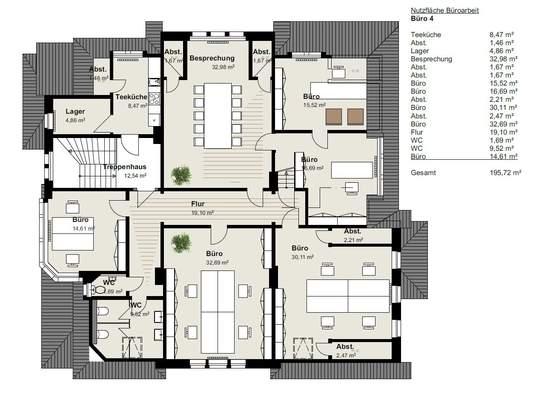 Nutzfläche Büroarbeit
Büro 4
Teeküche 8,47 m²
Abst. 1,46 m²
Lager 4,86 m²
Besprechung 32,98 m²
Abst. 1,67 m²
Abst. 1,67 m²
Büro 15,52 m²
Büro 16,69 m²
Abst. 2,21 m²
Büro 30,11 m²
Abst. 2,47 m²
Büro 32,69 m²
Flur 19,10 m²
WC 1,69 m²
WC 9,52 m²
Büro 14,61 m²
Gesamt 195,72 m²
Abst.
1,67 m²
Besprechung
32,98 m²
Abst.
1,67 m²
Abst.
1,46 m²
Teeküche
8,47 m²
Büro
15,52 m²
Lager
4,86 m²
Treppenhaus
12,54 m²
Büro
16,69 m²
Flur
19,10 m²
Büro
14,61 m²
Abst.
2,21 m²
Büro
32,69 m²
Büro
30,11 m²
WC
1,69 m²
WC
9,52 m²
Abst.
2,47 m²